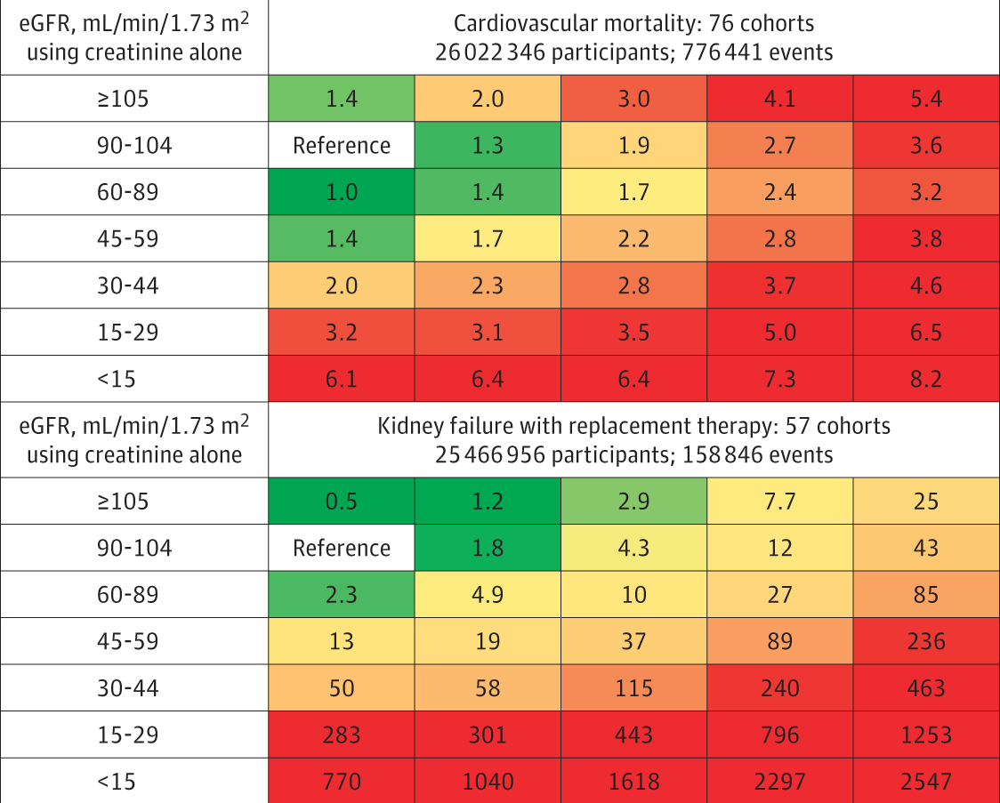 eGFR, mL/min/1.73 m2 Cardiovascular mortality: 76 cohorts
using creatinine alone 26 022 346 participants; 776 441 events
≥105 1.4 2.0 3.0 4.1 5.4
90-104 Reference 1.3 1.9 2.7 3.6
60-89 1.0 1.4 1.7 2.4 3.2
45-59 1.4 1.7 2.2 2.8 3.8
30-44 2.0 2.3 2.8 3.7 4.6
15-29 3.2 3.1 3.5 5.0 6.5
<15 6.1 6.4 6.4 7.3 8.2
eGFR, mL/min/1.73 m2 Kidney failure with replacement therapy: 57 cohorts
using creatinine alone 25 466 956 participants; 158 846 events
≥105 0.5 1.2 2.9 7.7 25
90-104 Reference 1.8 4.3 12 43
60-89 2.3 4.9 10 27 85
45-59 13 19 37 89 236
30-44 50 58 115 240 463
15-29 283 301 443 796 1253
<15 770 1040 1618 2297 2547